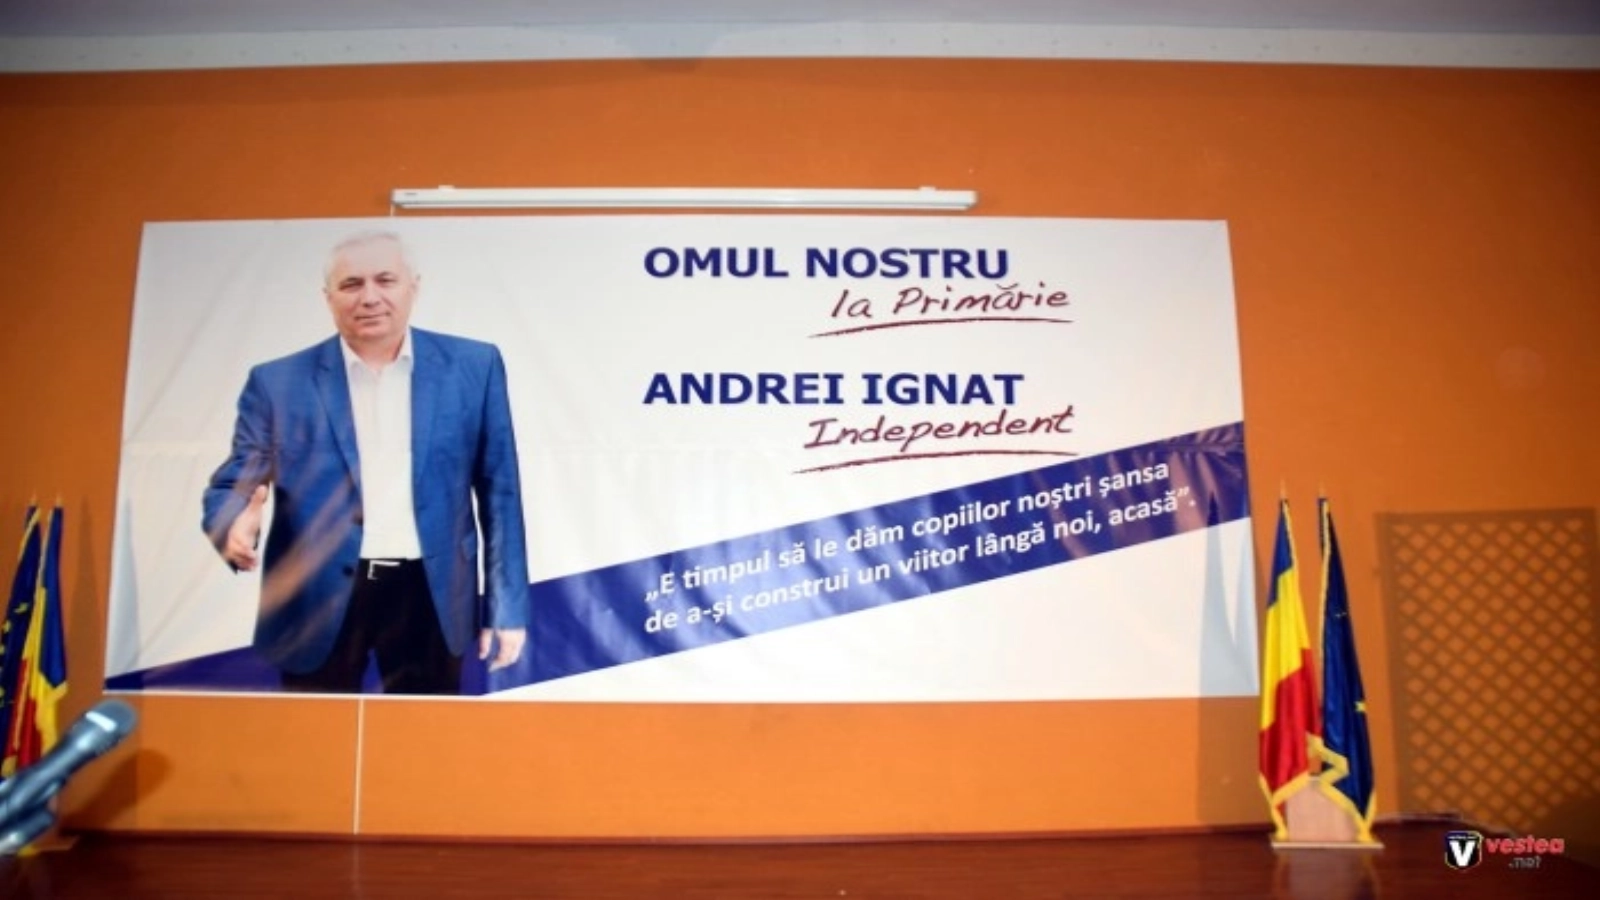 OMUL NOSTRU
la Primărie
ANDREI IGNAT
Independent
„E timpul să le dăm copiilor noștri șansa
de a-și construi un viitor lângă noi, acasă”.
V vestea
.net